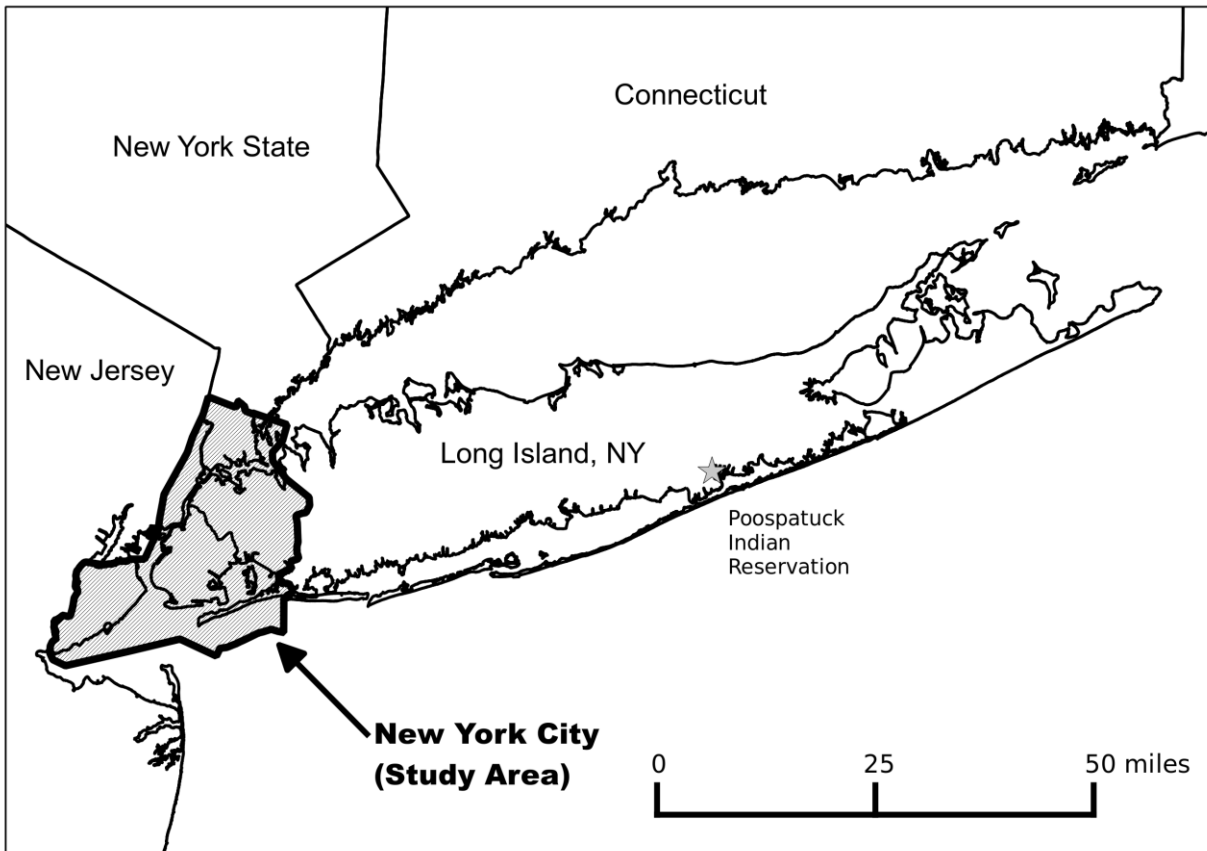 Connecticut
New York State
New Jersey
Long Island, NY
Poospatuck
Indian
Reservation
New York City
(Study Area)
0 25 50 miles